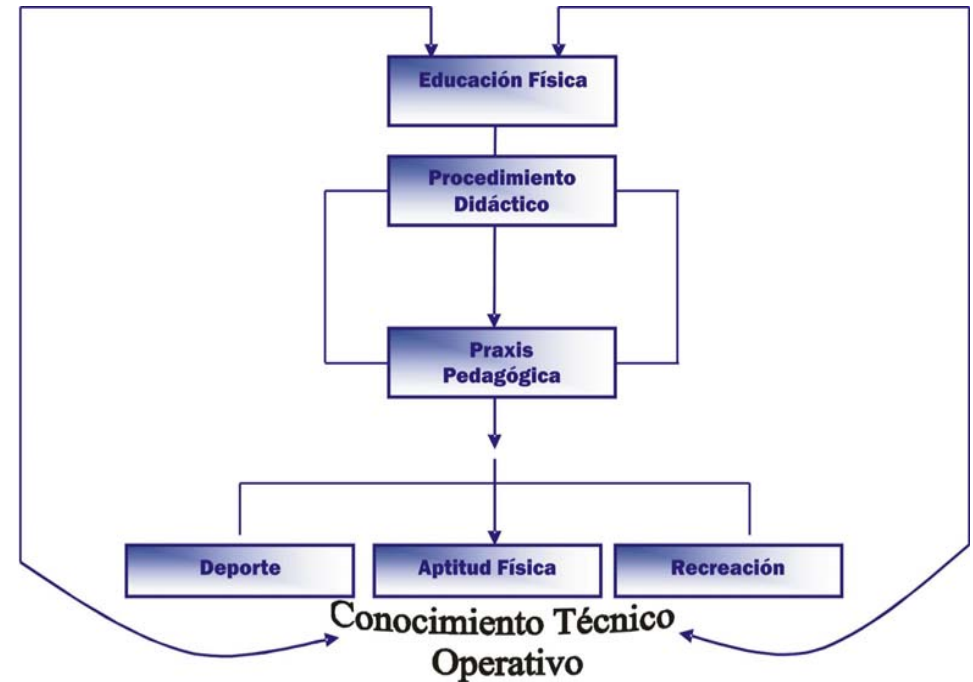 Educación Física
Procedimiento
Didáctico
Praxis
Pedagógica
Deporte
Aptitud Física
Recreación
Conocimiento Técnico
Operativo